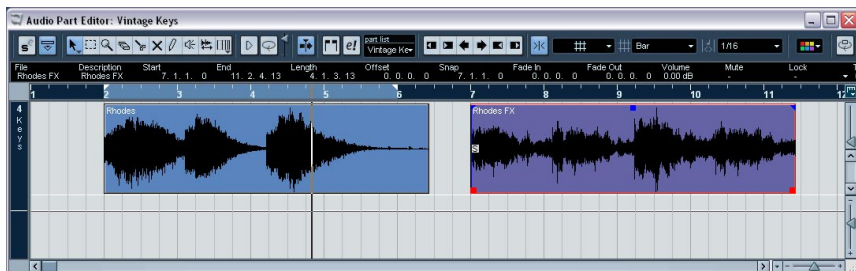 Audio Part Editor: Vintage Keys
part list
Vintage Ke
Bar
1/16
File Description Start End Length Offset Snap Fade In Fade Out Volume Mute Lock
Rhodes FX Rhodes FX 7. 1. 1. 0 11. 2. 4. 13 4. 1. 3. 13 0. 0. 0. 0 7. 1. 1. 0 0. 0. 0. 0 0. 0. 0. 0 0.00 dB - -
1 2 3 4 5 6 7 8 9 10 11 12
4
Keys
Rhodes
Rhodes FX
S